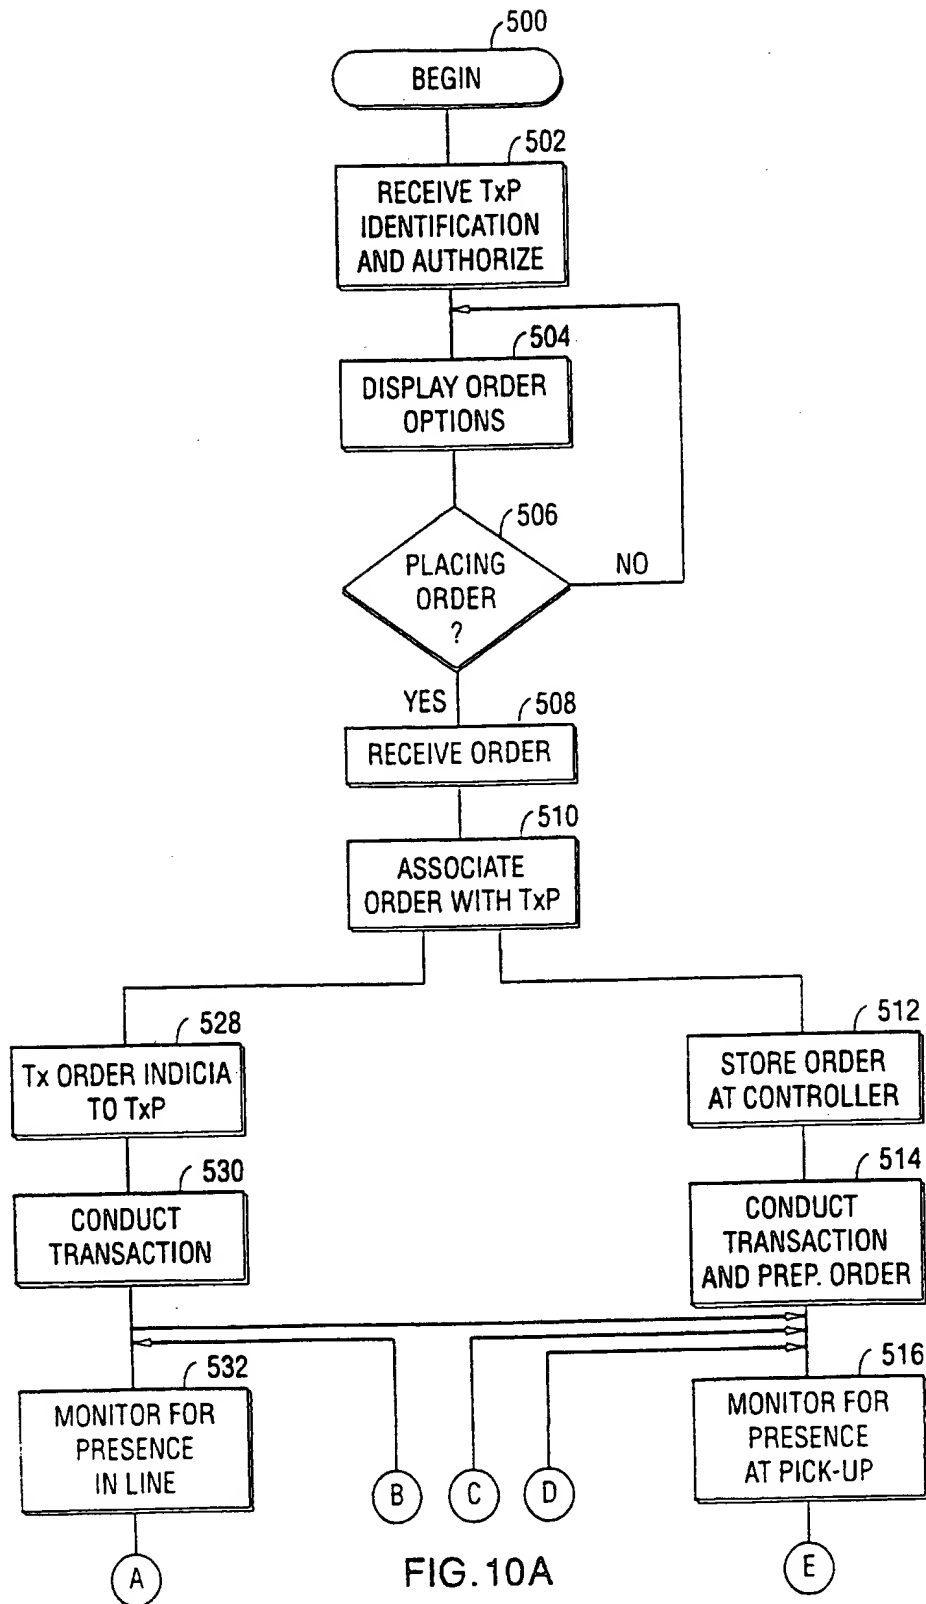 500
BEGIN
502
RECEIVE TxP
IDENTIFICATION
AND AUTHORIZE
504
DISPLAY ORDER
OPTIONS
506
PLACING
ORDER
?
NO
YES
508
RECEIVE ORDER
510
ASSOCIATE
ORDER WITH TxP
528
Tx ORDER INDICIA
TO TxP
512
STORE ORDER
AT CONTROLLER
530
CONDUCT
TRANSACTION
514
CONDUCT
TRANSACTION
AND PREP. ORDER
532
MONITOR FOR
PRESENCE
IN LINE
516
MONITOR FOR
PRESENCE
AT PICK-UP
B
C
D
A
E
FIG. 10A